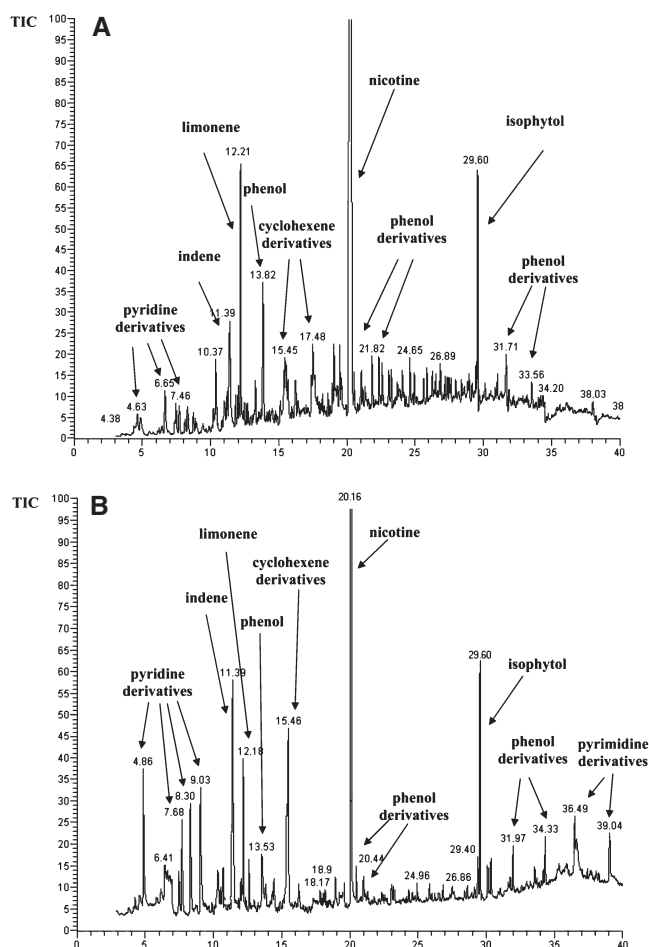 TIC
A
100
95
90
85
80
75
70
65
60
55
50
45
40
35
30
25
20
15
10
5
0
nicotine
limonene
12.21
isophytol
29.60
phenol
cyclohexene
derivatives
phenol
derivatives
indene
13.82
phenol
derivatives
pyridine
derivatives
11.39
10.37
15.45
17.48
21.82
24.65
26.89
31.71
33.56
34.20
6.65
7.46
4.63
4.38
38.03
38
0 5 10 15 20 25 30 35 40
TIC
B
100
95
90
85
80
75
70
65
60
55
50
45
40
35
30
25
20
15
10
5
0
20.16
nicotine
limonene
cyclohexene
derivatives
indene
phenol
pyridine
derivatives
11.39
29.60
isophytol
15.46
12.18
phenol
derivatives
pyrimidine
derivatives
4.86
9.03
8.30
7.68
6.41
13.53
phenol
derivatives
36.49
39.04
34.33
31.97
29.40
20.44
18.9
18.17
24.96
26.86
0 5 10 15 20 25 30 35 40